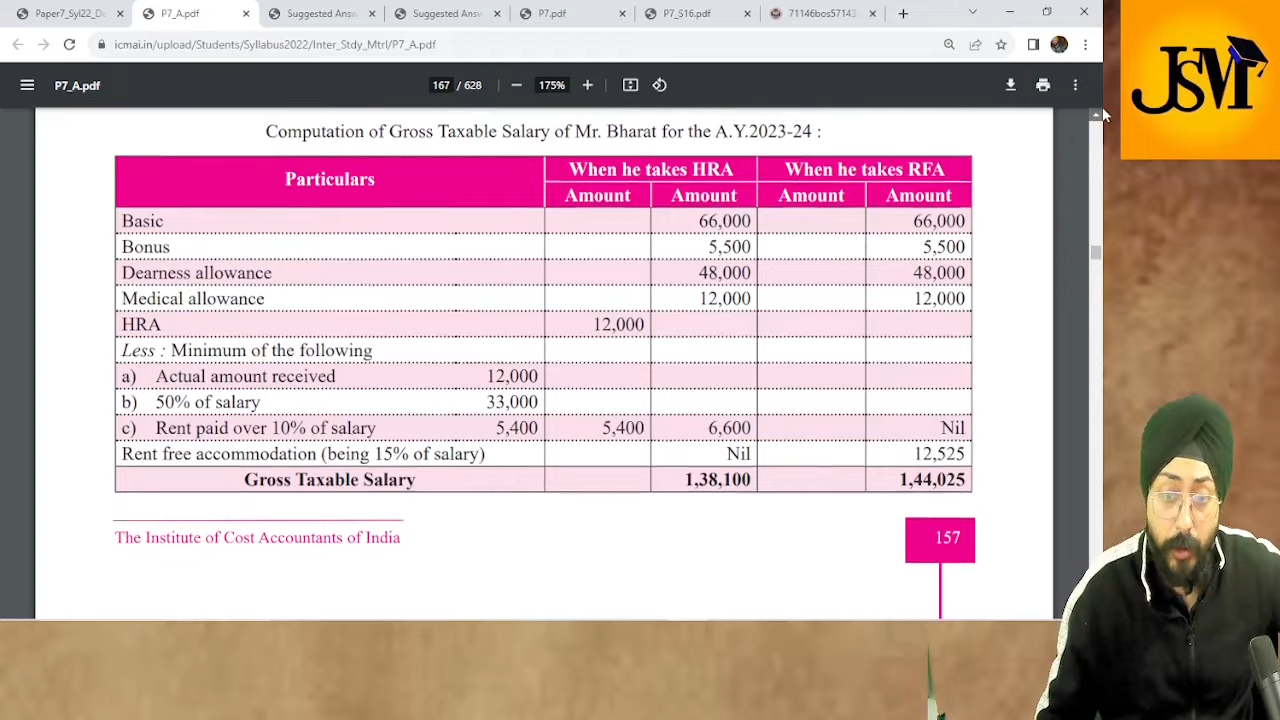 Paper7_Syl22_D
P7_A.pdf
Suggested Answ
Suggested Answ
P7.pdf
P7_S16.pdf
71146bos57143
icmai.in/upload/Students/Syllabus2022/Inter_Stdy_Mtrl/P7_A.pdf
P7_A.pdf
167 / 628
175%
JSM
Computation of Gross Taxable Salary of Mr. Bharat for the A.Y.2023-24 :
Particulars When he takes HRA When he takes RFA
Amount Amount Amount Amount
Basic 66,000 66,000
Bonus 5,500 5,500
Dearness allowance 48,000 48,000
Medical allowance 12,000 12,000
HRA 12,000
Less : Minimum of the following
a) Actual amount received 12,000
b) 50% of salary 33,000
c) Rent paid over 10% of salary 5,400 5,400 6,600 Nil
Rent free accommodation (being 15% of salary) Nil 12,525
Gross Taxable Salary 1,38,100 1,44,025
The Institute of Cost Accountants of India
157